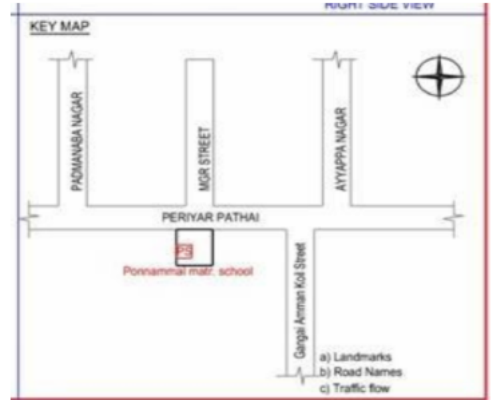 RIGHT SIDE VIEW
KEY MAP
PADMANABA NAGAR
MGR STREET
AYYAPPA NAGAR
PERIYAR PATHAI
Ponnammal matr. school
Gangai Amman Koil Street
a) Landmarks
b) Road Names
c) Traffic flow